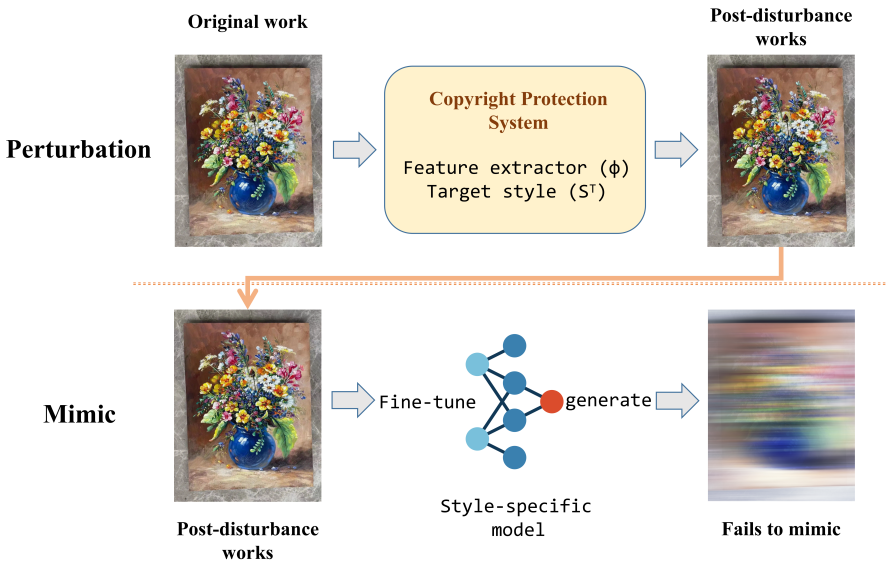 Original work
Post-disturbance
works
Copyright Protection
System
Perturbation
Feature extractor (ϕ)
Target style (Sᵀ)
Mimic
Fine-tune
generate
Style-specific
model
Post-disturbance
works
Fails to mimic